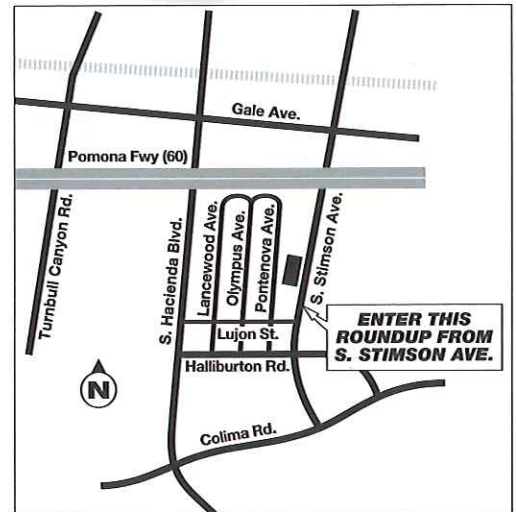 Gale Ave.
Pomona Fwy (60)
Turnbull Canyon Rd.
S. Hacienda Blvd.
Lancewood Ave.
Olympus Ave.
Pontenova Ave.
S. Stimson Ave.
ENTER THIS
ROUNDUP FROM
S. STIMSON AVE.
Lujon St.
Halliburton Rd.
N
Colima Rd.